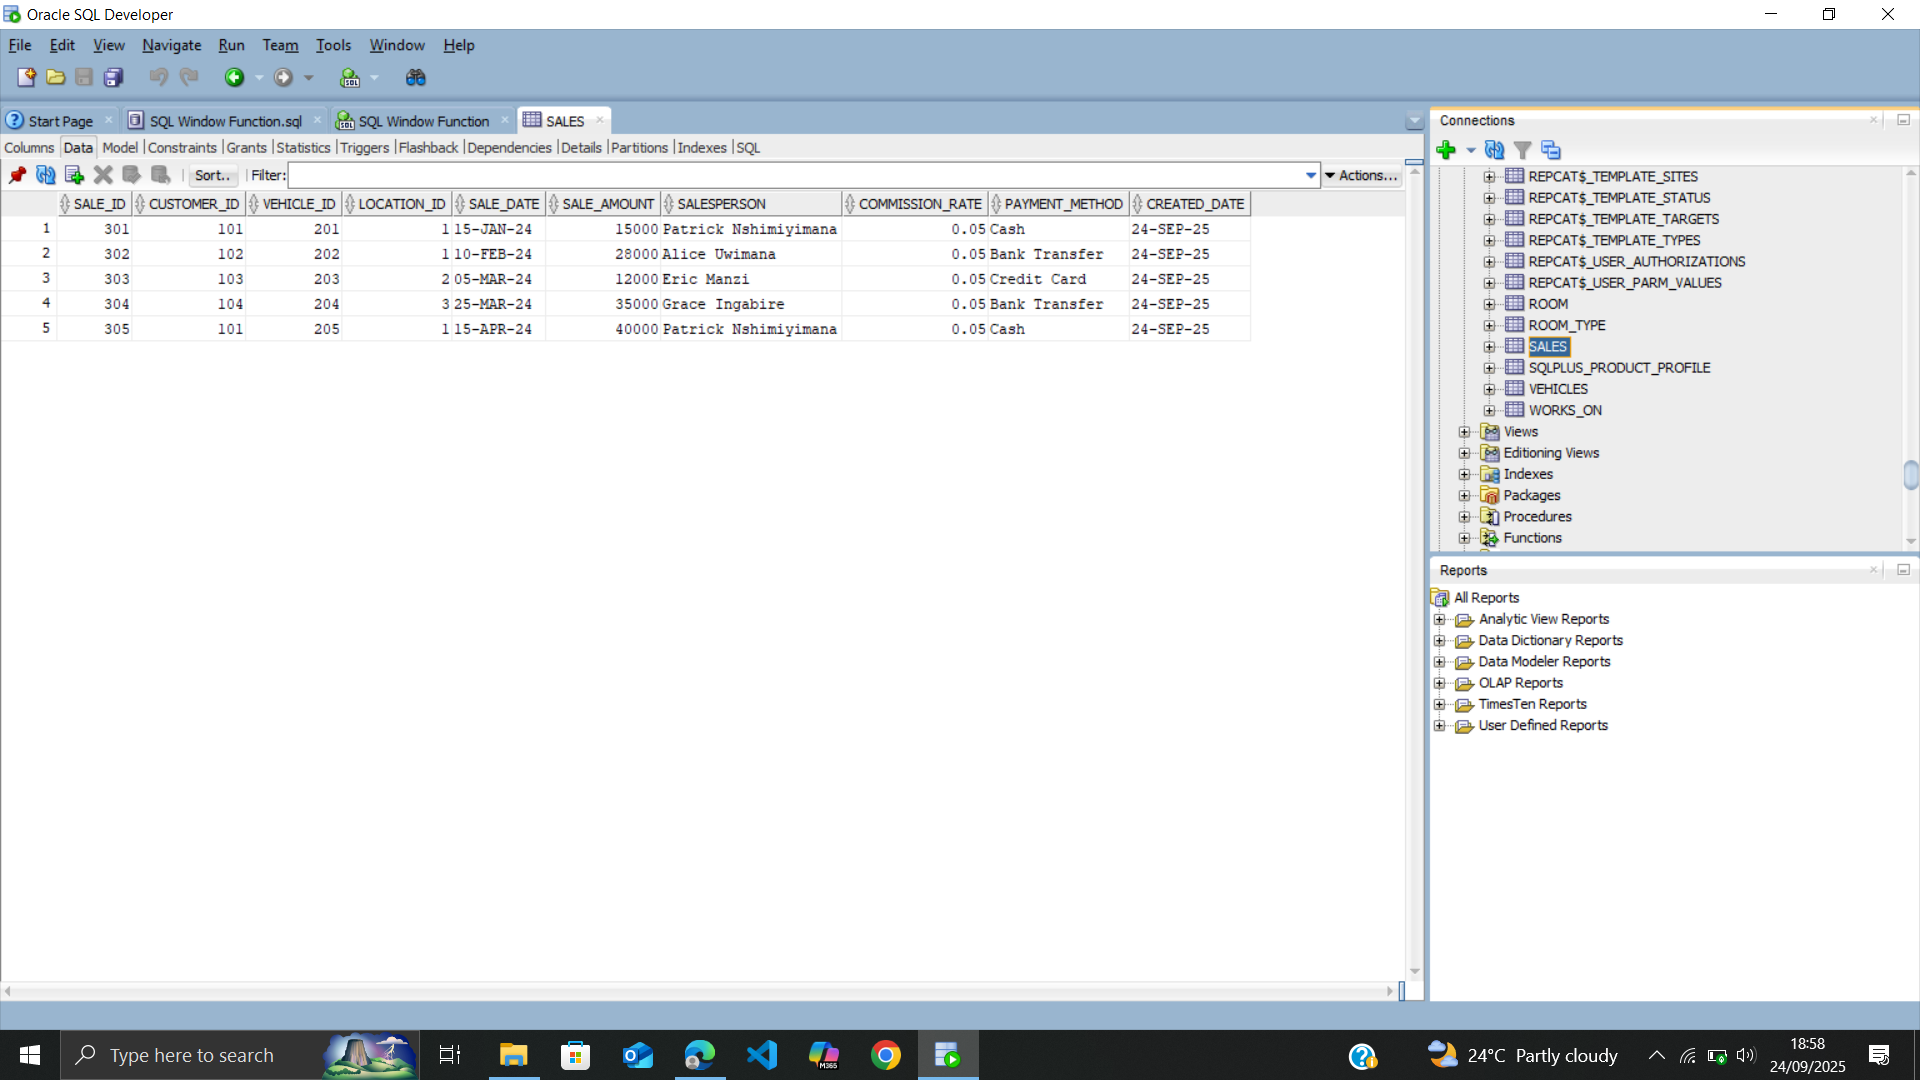 Oracle SQL Developer
File Edit View Navigate Run Team Tools Window Help
Start Page SQL Window Function.sql SQL Window Function SALES
Columns Data Model Constraints Grants Statistics Triggers Flashback Dependencies Details Partitions Indexes SQL
Sort.. Filter: Actions...
SALE_ID CUSTOMER_ID VEHICLE_ID LOCATION_ID SALE_DATE SALE_AMOUNT SALESPERSON COMMISSION_RATE PAYMENT_METHOD CREATED_DATE
1 301 101 201 1 15-JAN-24 15000 Patrick Nshimiyimana 0.05 Cash 24-SEP-25
2 302 102 202 1 10-FEB-24 28000 Alice Uwimana 0.05 Bank Transfer 24-SEP-25
3 303 103 203 2 05-MAR-24 12000 Eric Manzi 0.05 Credit Card 24-SEP-25
4 304 104 204 3 25-MAR-24 35000 Grace Ingabire 0.05 Bank Transfer 24-SEP-25
5 305 101 205 1 15-APR-24 40000 Patrick Nshimiyimana 0.05 Cash 24-SEP-25
Connections
REPCAT$_TEMPLATE_SITES
REPCAT$_TEMPLATE_STATUS
REPCAT$_TEMPLATE_TARGETS
REPCAT$_TEMPLATE_TYPES
REPCAT$_USER_AUTHORIZATIONS
REPCAT$_USER_PARM_VALUES
ROOM
ROOM_TYPE
SALES
SQLPLUS_PRODUCT_PROFILE
VEHICLES
WORKS_ON
Views
Editioning Views
Indexes
Packages
Procedures
Functions
Reports
All Reports
Analytic View Reports
Data Dictionary Reports
Data Modeler Reports
OLAP Reports
TimesTen Reports
User Defined Reports
Type here to search
24°C Partly cloudy
18:58
24/09/2025